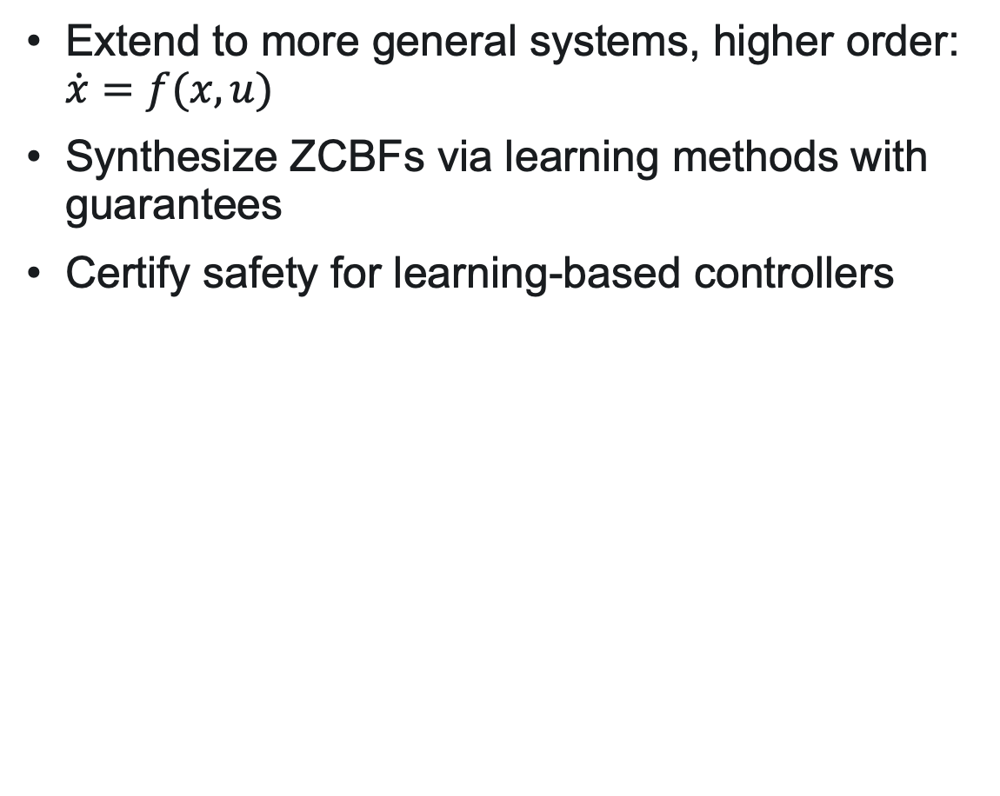 • Extend to more general systems, higher order:
ẋ = f(x, u)
• Synthesize ZCBFs via learning methods with
guarantees
• Certify safety for learning-based controllers